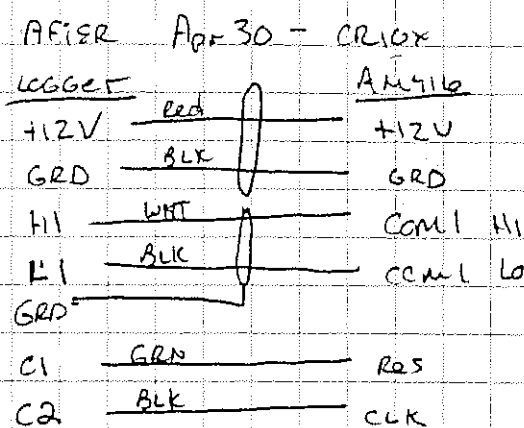 AFTER Apr 30 - CR10X
LOGGER AM416
+12V Red +12V
GRD BLK GRD
H1 WHT COM1 H1
L1 BLK COM1 LO
GRD
C1 GRN Res
C2 BLK CLK